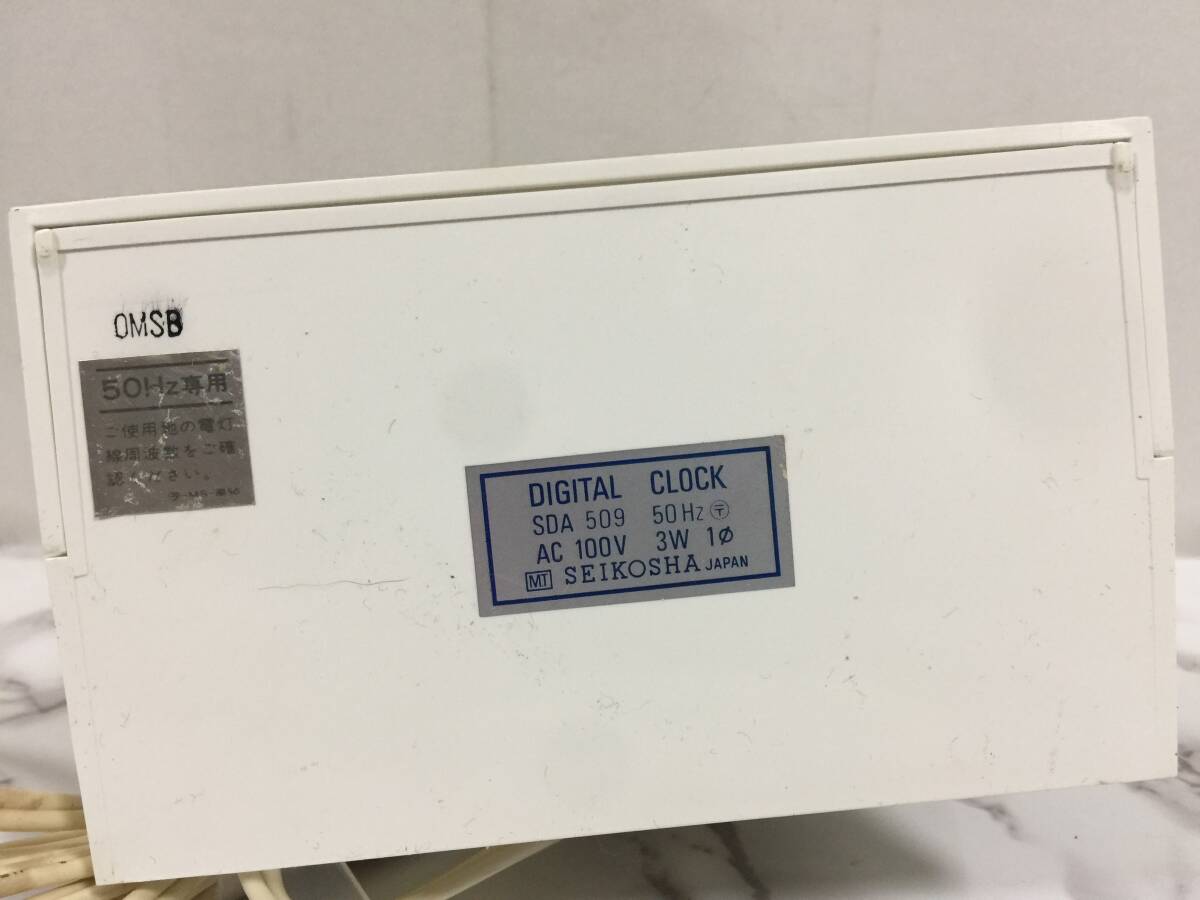 OMSB
50Hz専用
ご使用地の電灯
線周波数をご確
認ください。
DIGITAL CLOCK
SDA 509 50Hz 〶
AC 100V 3W 1φ
MT SEIKOSHA JAPAN